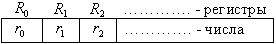 R₀ R₁ R₂ ............. - регистры
r₀ r₁ r₂ ............. - числа